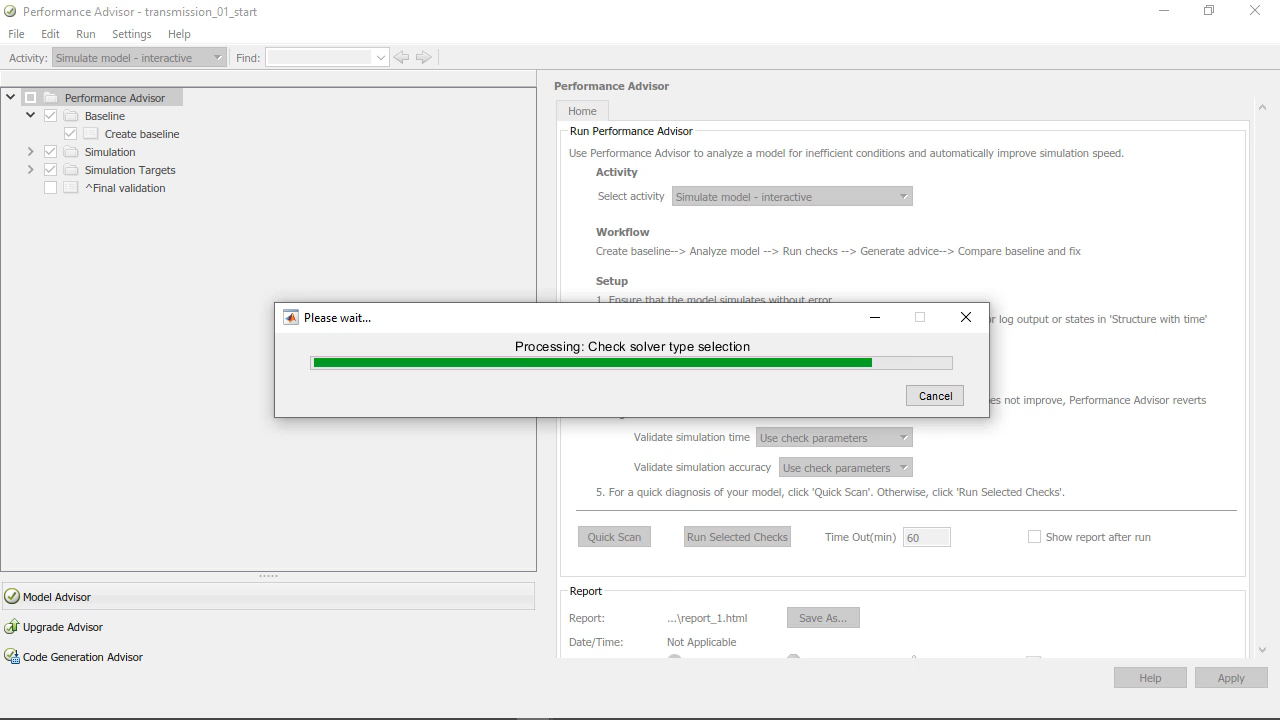 Performance Advisor - transmission_01_start
File Edit Run Settings Help
Activity: Simulate model - interactive Find:
Performance Advisor
Baseline
Create baseline
Simulation
Simulation Targets
^Final validation
Model Advisor
Upgrade Advisor
Code Generation Advisor
Performance Advisor
Home
Run Performance Advisor
Use Performance Advisor to analyze a model for inefficient conditions and automatically improve simulation speed.
Activity
Select activity Simulate model - interactive
Workflow
Create baseline--> Analyze model --> Run checks --> Generate advice--> Compare baseline and fix
Setup
1. Ensure that the model simulates without error
or log output or states in 'Structure with time'
Please wait...
Processing: Check solver type selection
Cancel
es not improve, Performance Advisor reverts
Validate simulation time Use check parameters
Validate simulation accuracy Use check parameters
5. For a quick diagnosis of your model, click 'Quick Scan'. Otherwise, click 'Run Selected Checks'.
Quick Scan Run Selected Checks Time Out(min) 60 Show report after run
Report
Report: ...\report_1.html Save As...
Date/Time: Not Applicable
Help Apply